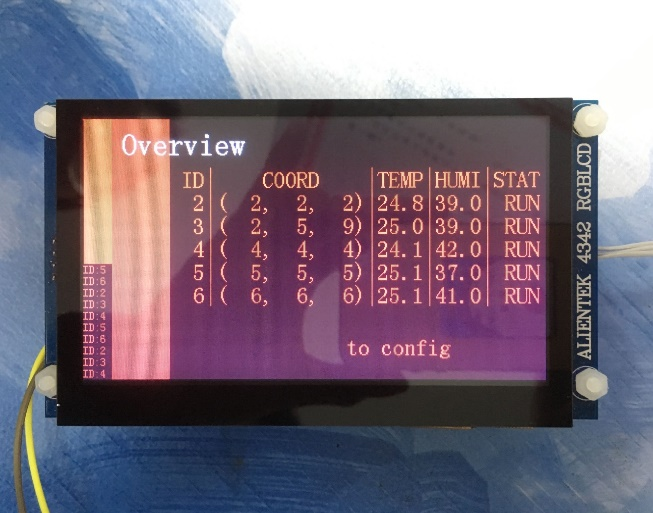 Overview
ID| COORD |TEMP|HUMI|STAT
2|( 2, 2, 2)|24.8|39.0| RUN
3|( 2, 5, 9)|25.0|39.0| RUN
4|( 4, 4, 4)|24.1|42.0| RUN
5|( 5, 5, 5)|25.1|37.0| RUN
6|( 6, 6, 6)|25.1|41.0| RUN
to config
ID:5
ID:6
ID:2
ID:3
ID:4
ID:5
ID:6
ID:2
ID:3
ID:4
ALIENTEK 4342 RGBLCD